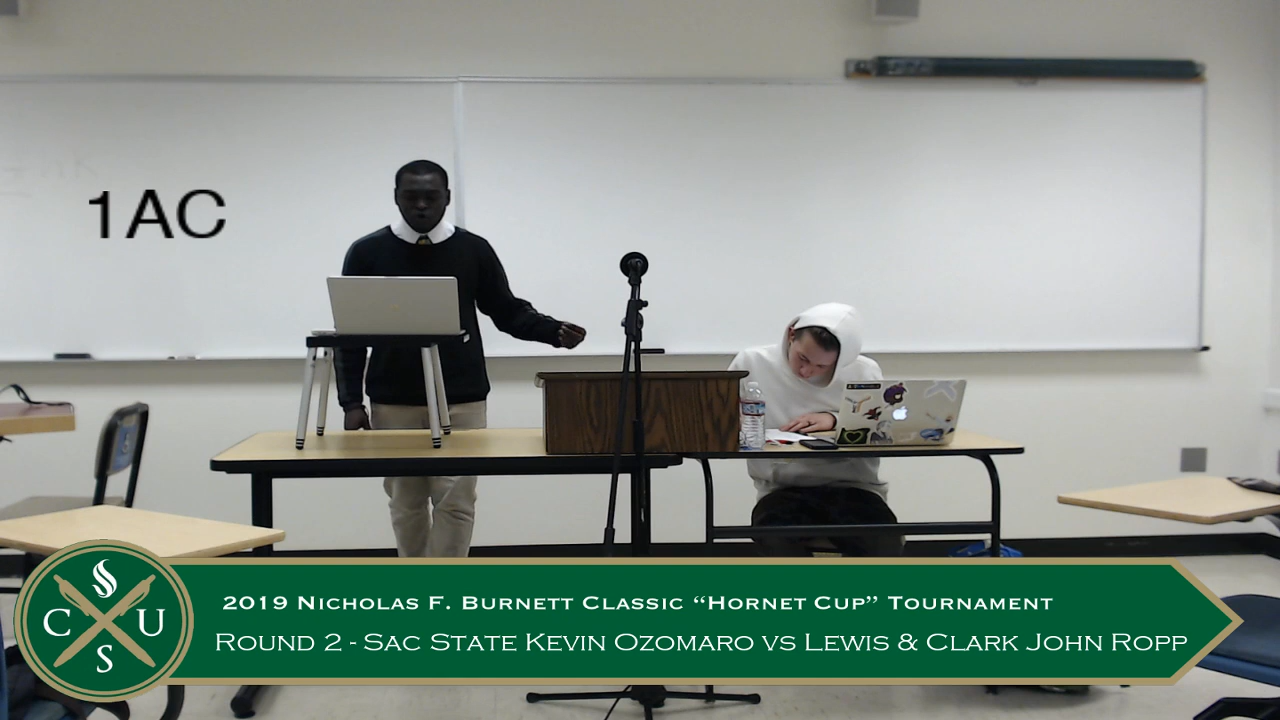 1AC
2019 Nicholas F. Burnett Classic “Hornet Cup” Tournament
Round 2 - Sac State Kevin Ozomaro vs Lewis & Clark John Ropp
C S U S